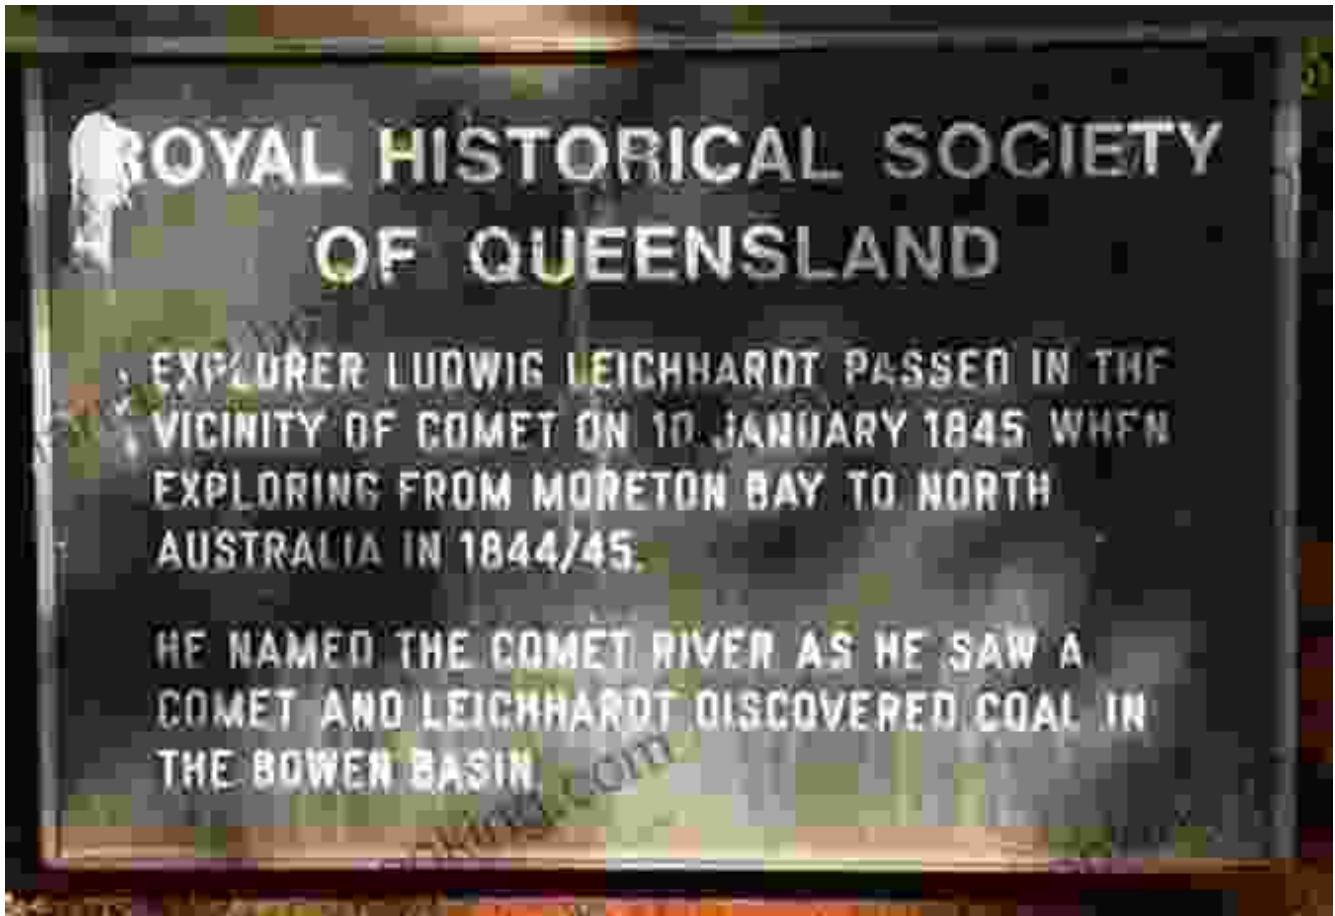 ROYAL HISTORICAL SOCIETY
OF QUEENSLAND
EXPLORER LUDWIG LEICHHARDT PASSED IN THE
VICINITY OF COMET ON 10 JANUARY 1845 WHEN
EXPLORING FROM MORETON BAY TO NORTH
AUSTRALIA IN 1844/45.
HE NAMED THE COMET RIVER AS HE SAW A
COMET AND LEICHHARDT DISCOVERED COAL IN
THE BOWEN BASIN